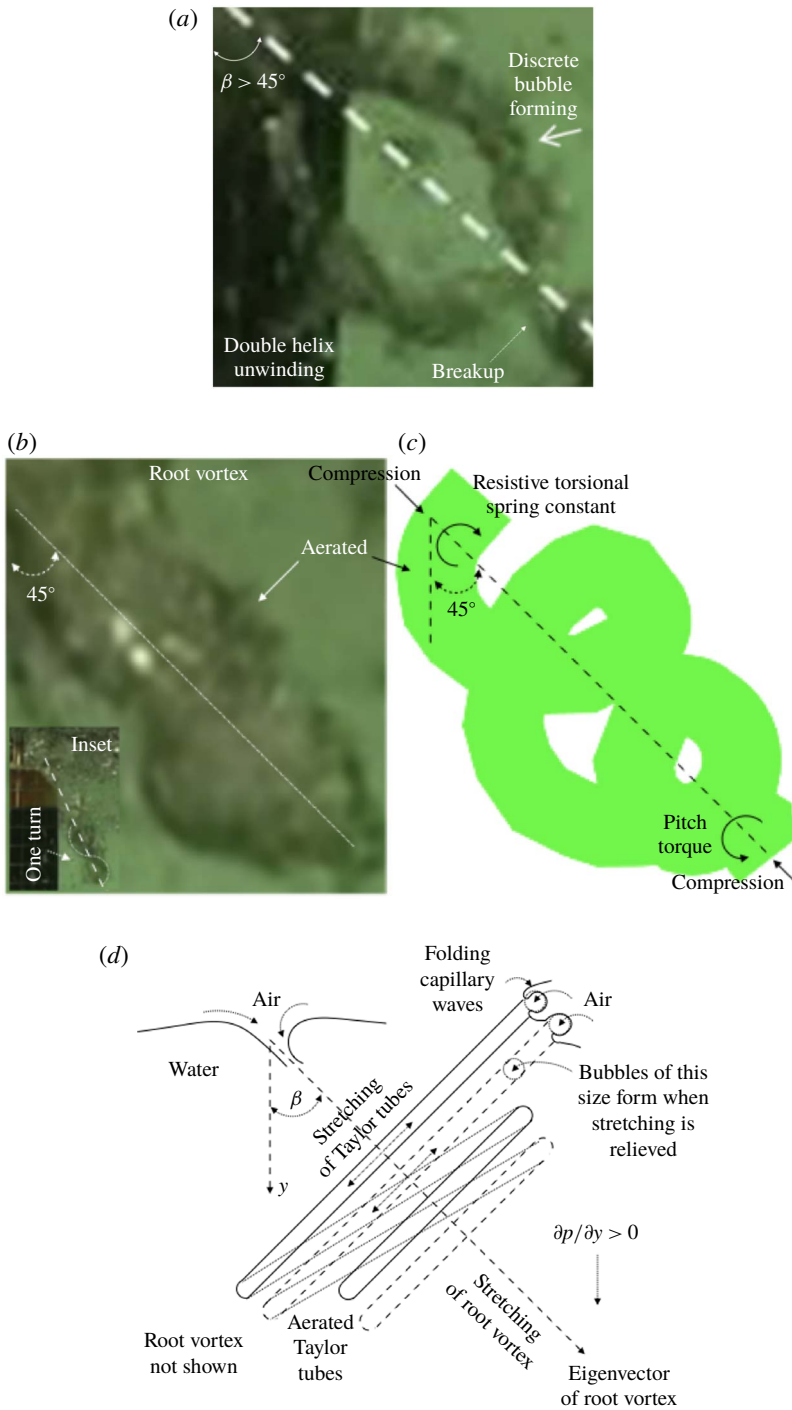 (a)
β > 45°
Discrete
bubble
forming
Double helix
unwinding
Breakup
(b)
Root vortex
45°
Aerated
Inset
One turn
(c)
Compression
Resistive torsional
spring constant
45°
Pitch
torque
Compression
(d)
Air
Water
β
y
Stretching
of Taylor tubes
Folding
capillary
waves
Air
Bubbles of this
size form when
stretching is
relieved
∂p/∂y > 0
Stretching
of root vortex
Root vortex
not shown
Aerated
Taylor
tubes
Eigenvector
of root vortex